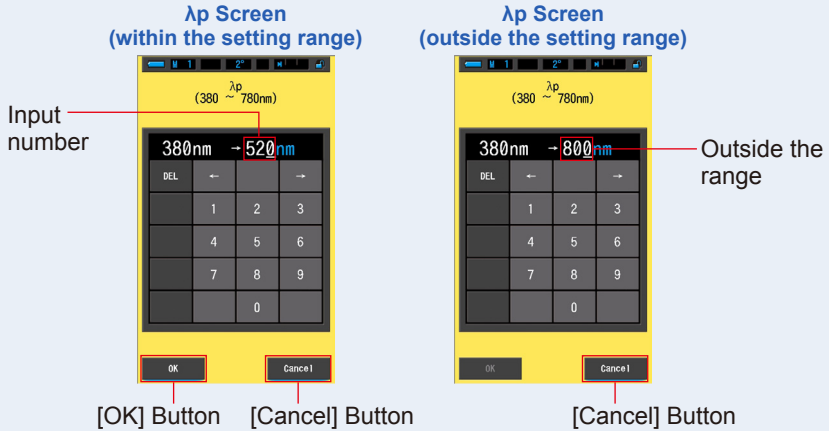 λp Screen
(within the setting range)
M 1 2°
λp
(380 ~ 780nm)
Input
number
380nm → 520nm
DEL ← →
1 2 3
4 5 6
7 8 9
0
OK Cancel
[OK] Button [Cancel] Button
λp Screen
(outside the setting range)
M 1 2°
λp
(380 ~ 780nm)
380nm → 800nm
Outside the
range
DEL ← →
1 2 3
4 5 6
7 8 9
0
OK Cancel
[Cancel] Button